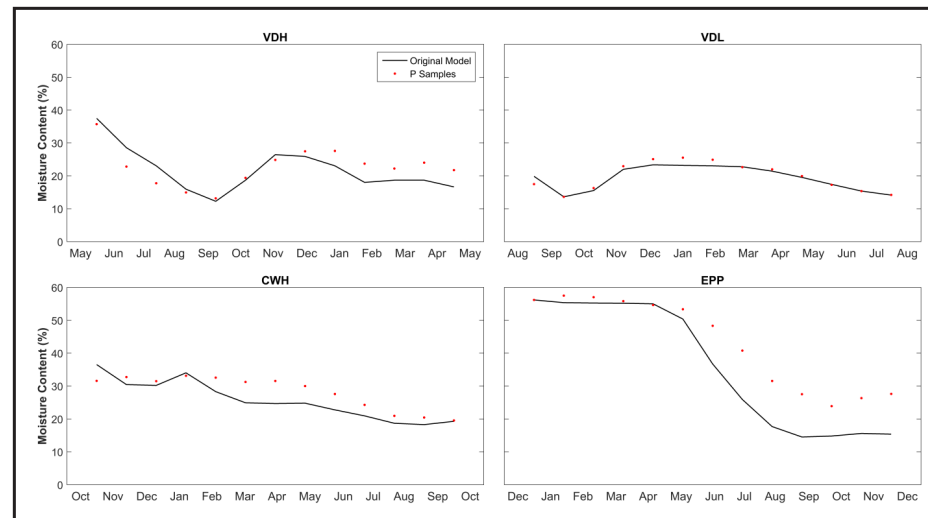 VDH
VDL
Moisture Content (%)
60
50
40
30
20
10
0
Original Model
P Samples
May Jun Jul Aug Sep Oct Nov Dec Jan Feb Mar Apr May
Aug Sep Oct Nov Dec Jan Feb Mar Apr May Jun Jul Aug
CWH
EPP
Moisture Content (%)
60
50
40
30
20
10
0
Oct Nov Dec Jan Feb Mar Apr May Jun Jul Aug Sep Oct
Dec Jan Feb Mar Apr May Jun Jul Aug Sep Oct Nov Dec